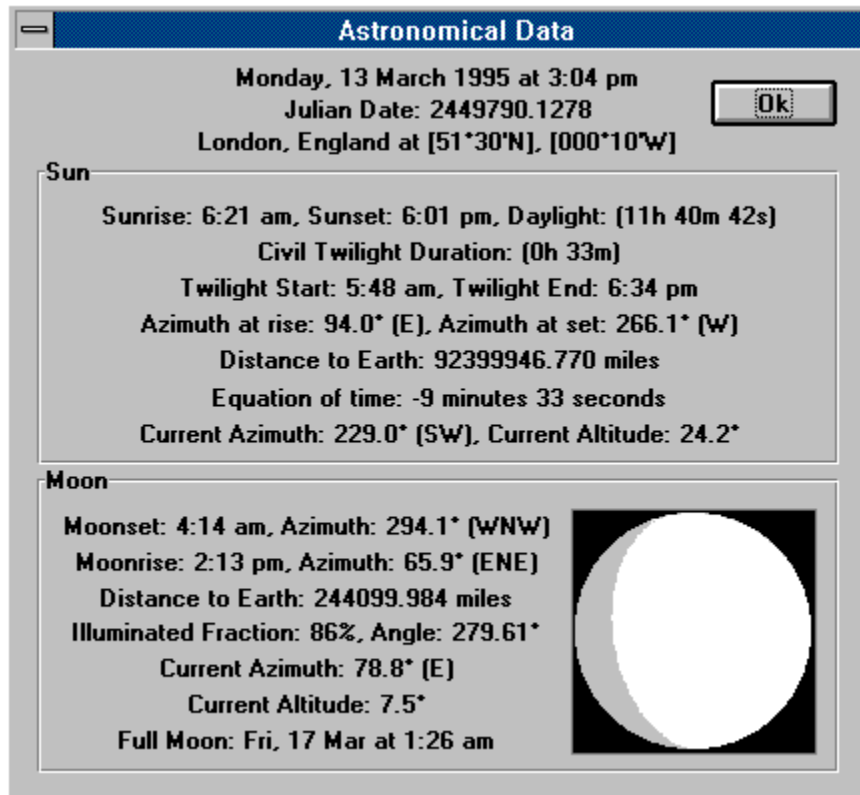 Astronomical Data
Monday, 13 March 1995 at 3:04 pm
Julian Date: 2449790.1278
London, England at [51°30'N], [000°10'W]
Ok
Sun
Sunrise: 6:21 am, Sunset: 6:01 pm, Daylight: (11h 40m 42s)
Civil Twilight Duration: (0h 33m)
Twilight Start: 5:48 am, Twilight End: 6:34 pm
Azimuth at rise: 94.0° (E), Azimuth at set: 266.1° (W)
Distance to Earth: 92399946.770 miles
Equation of time: -9 minutes 33 seconds
Current Azimuth: 229.0° (SW), Current Altitude: 24.2°
Moon
Moonset: 4:14 am, Azimuth: 294.1° (WNW)
Moonrise: 2:13 pm, Azimuth: 65.9° (ENE)
Distance to Earth: 244099.984 miles
Illuminated Fraction: 86%, Angle: 279.61°
Current Azimuth: 78.8° (E)
Current Altitude: 7.5°
Full Moon: Fri, 17 Mar at 1:26 am